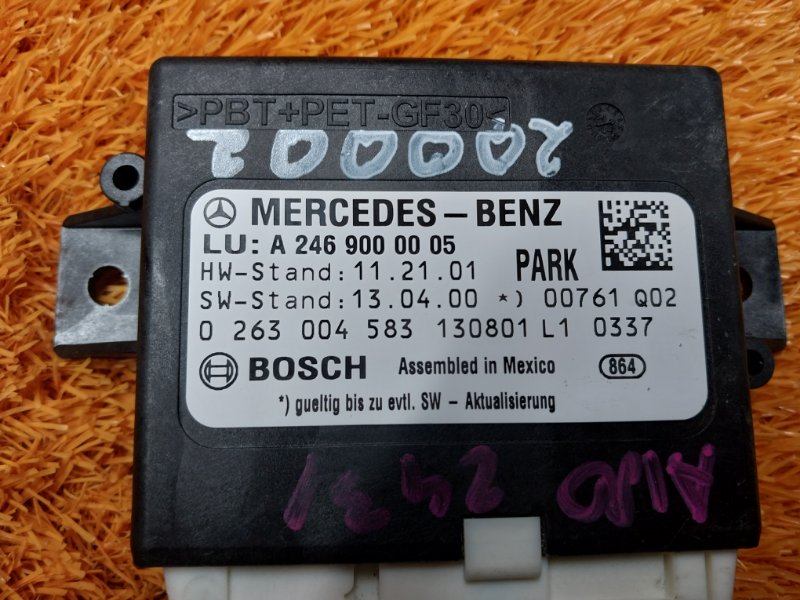 >PBT+PET-GF30<
MERCEDES-BENZ
LU: A 246 900 00 05
HW-Stand: 11.21.01 PARK
SW-Stand: 13.04.00 *) 00761 Q02
0 263 004 583 130801 L1 0337
BOSCH Assembled in Mexico 864
*) gueltig bis zu evtl. SW - Aktualisierung